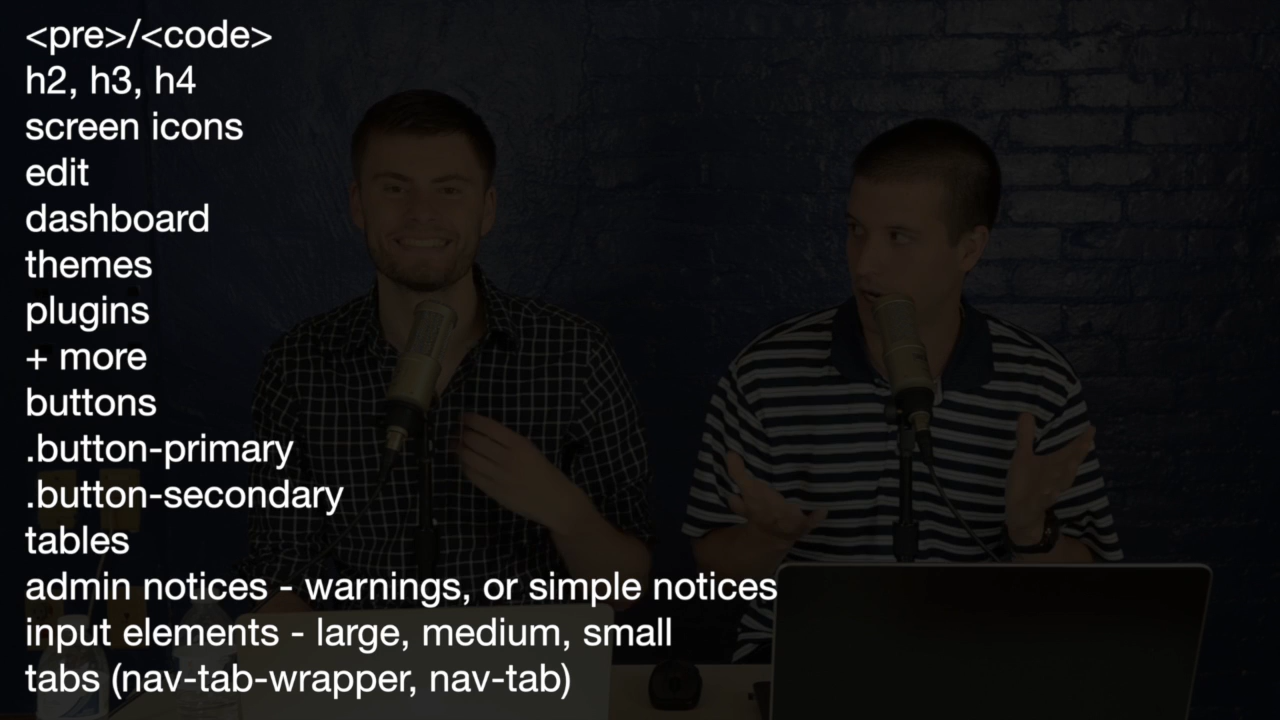 <pre>/<code>
h2, h3, h4
screen icons
edit
dashboard
themes
plugins
+ more
buttons
.button-primary
.button-secondary
tables
admin notices - warnings, or simple notices
input elements - large, medium, small
tabs (nav-tab-wrapper, nav-tab)